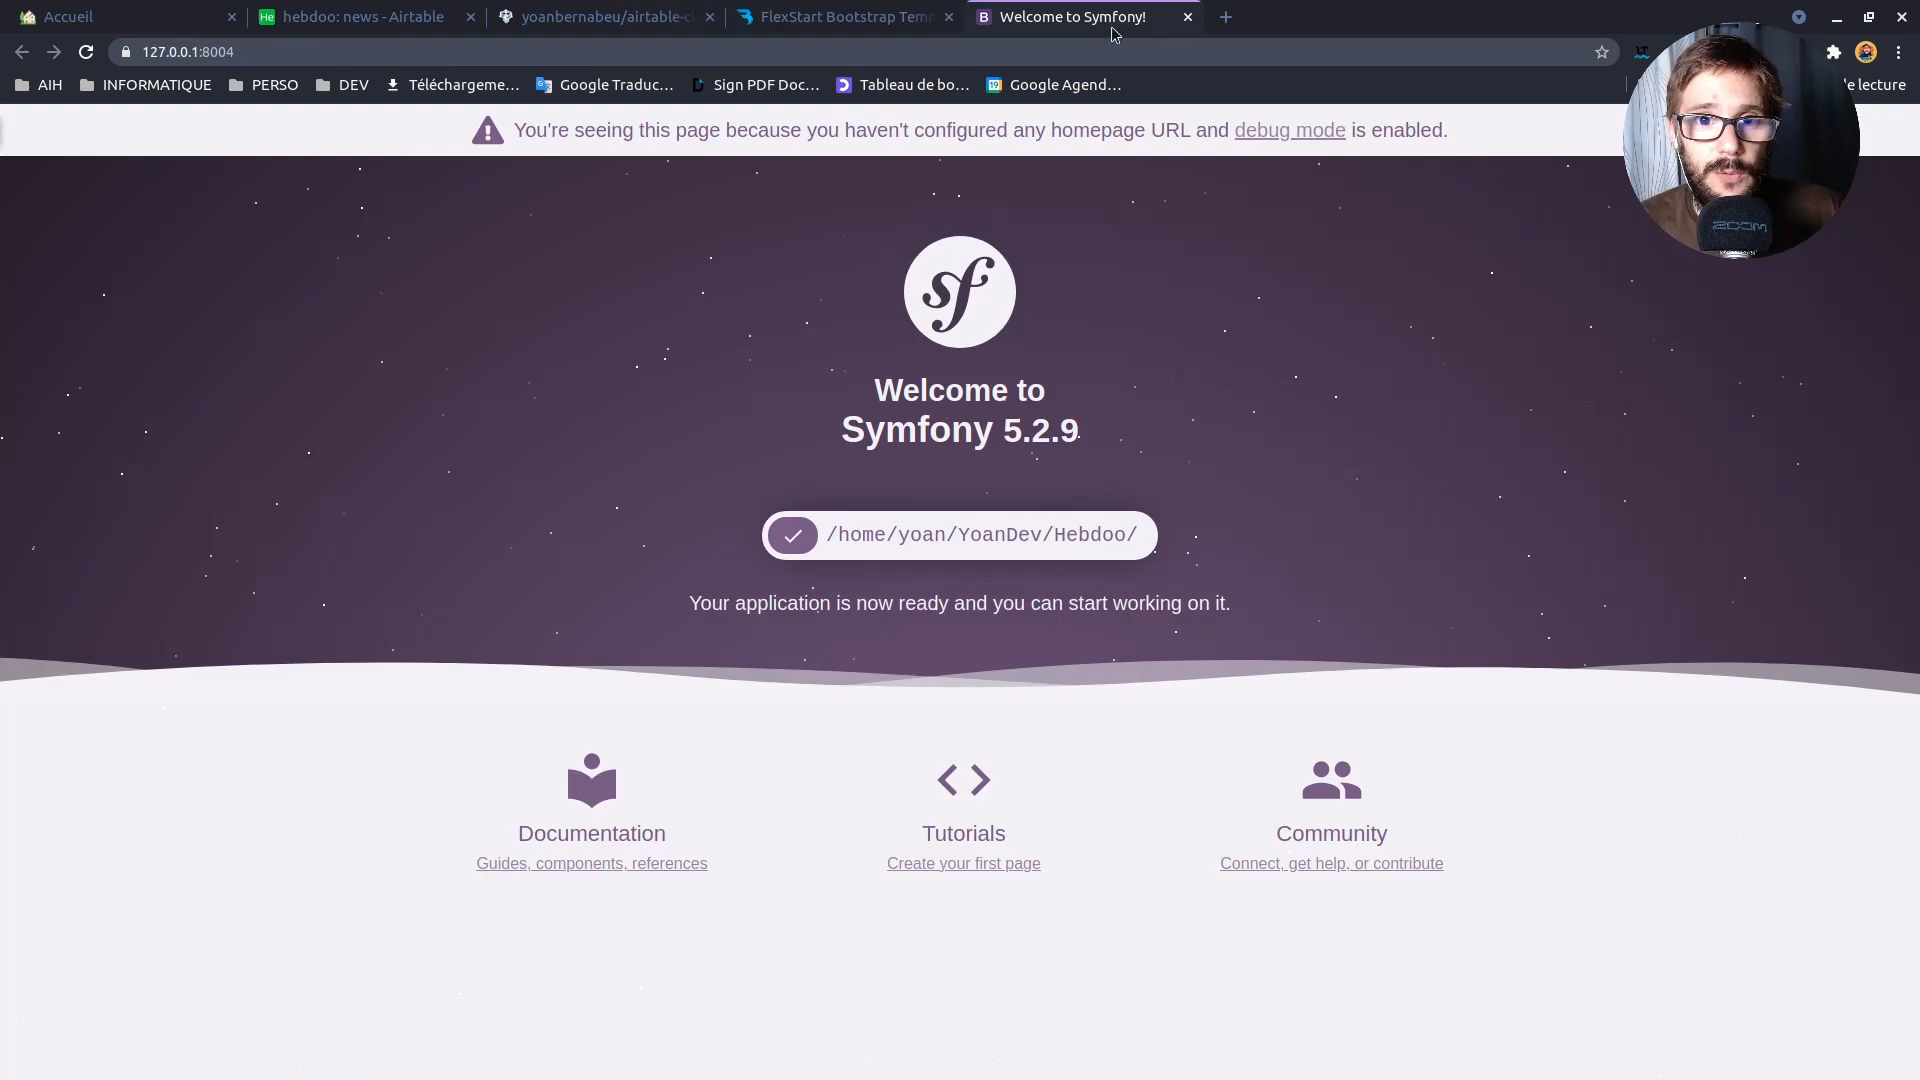 Accueil
hebdoo: news - Airtable
yoanbernabeu/airtable-c
FlexStart Bootstrap Tem
Welcome to Symfony!
127.0.0.1:8004
AIH
INFORMATIQUE
PERSO
DEV
Téléchargeme...
Google Traduc...
Sign PDF Doc...
Tableau de bo...
Google Agend...
de lecture
You're seeing this page because you haven't configured any homepage URL and debug mode is enabled.
ZOOM
sf
Welcome to
Symfony 5.2.9
/home/yoan/YoanDev/Hebdoo/
Your application is now ready and you can start working on it.
Documentation
Guides, components, references
Tutorials
Create your first page
Community
Connect, get help, or contribute